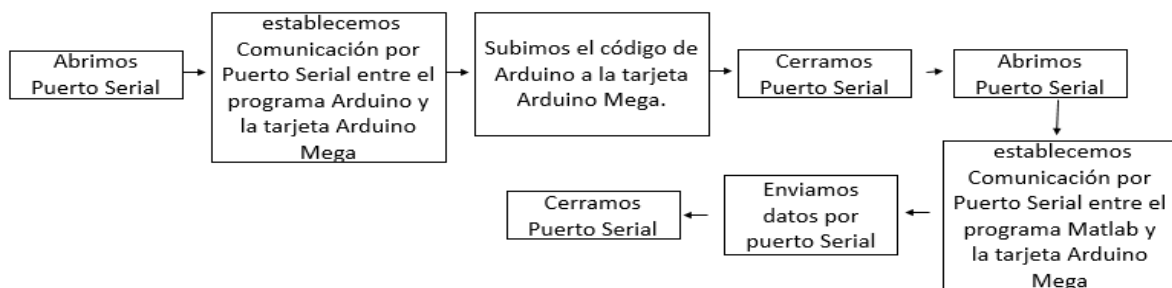 Abrimos
Puerto Serial
establecemos
Comunicación por
Puerto Serial entre el
programa Arduino y
la tarjeta Arduino
Mega
Subimos el código de
Arduino a la tarjeta
Arduino Mega.
Cerramos
Puerto Serial
Abrimos
Puerto Serial
establecemos
Comunicación por
Puerto Serial entre el
programa Matlab y
la tarjeta Arduino
Mega
Enviamos
datos por
puerto Serial
Cerramos
Puerto Serial